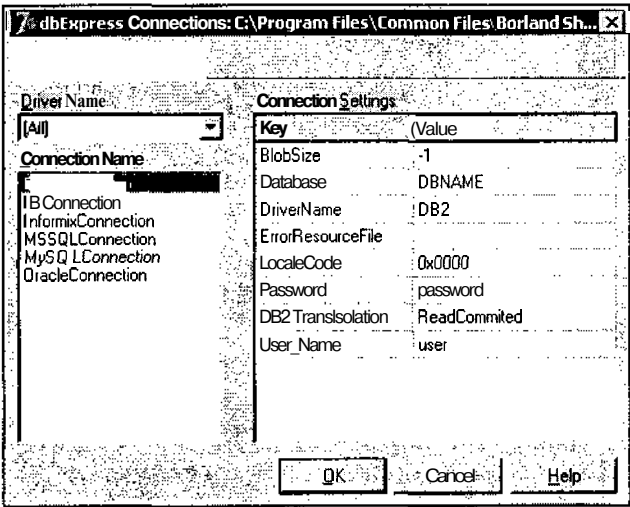 dbExpress Connections: C:\Program Files\Common Files\Borland Sh...
Driver Name
(All)
Connection Name
IBConnection
InformixConnection
MSSQLConnection
MySQLConnection
OracleConnection
Connection Settings
Key (Value
BlobSize -1
Database DBNAME
DriverName DB2
ErrorResourceFile
LocaleCode 0x0000
Password password
DB2 TransIsolation ReadCommited
User_Name user
OK Cancel Help